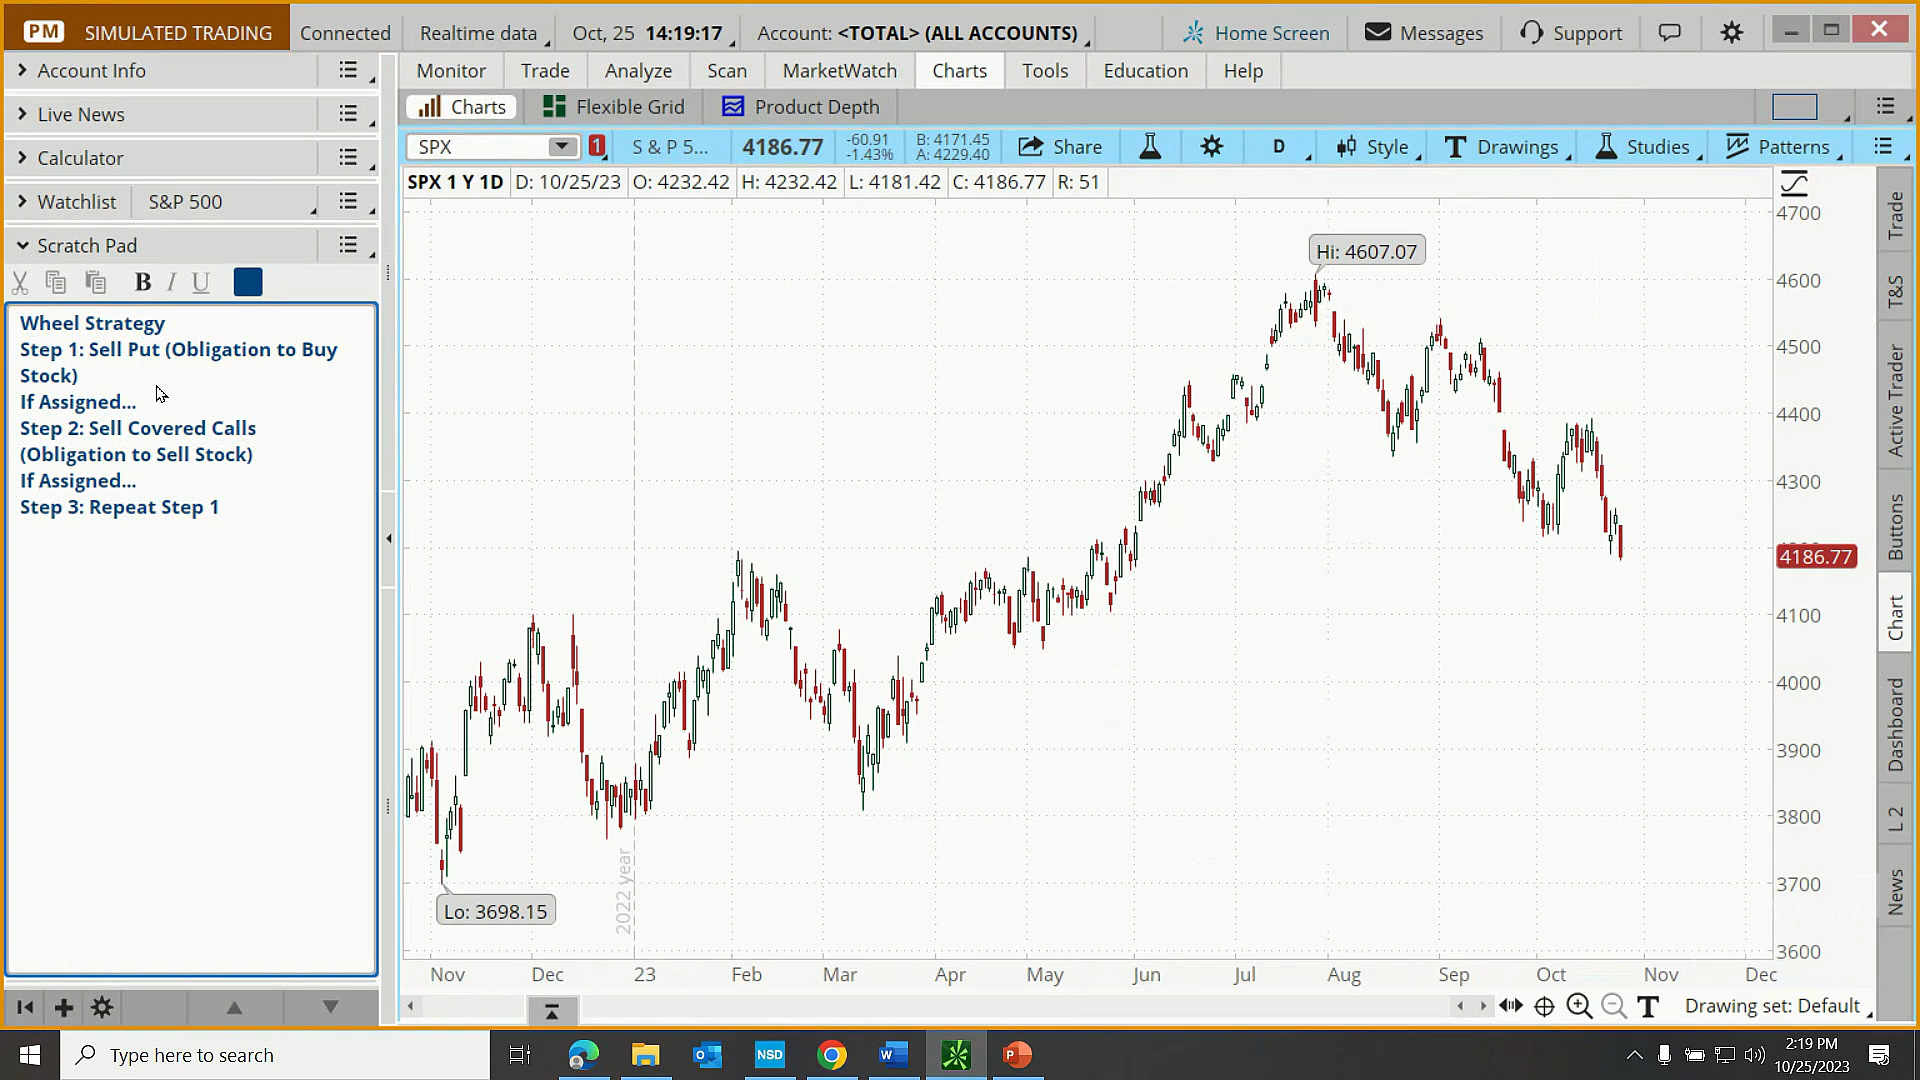 PM SIMULATED TRADING Connected Realtime data Oct, 25 14:19:17 Account: <TOTAL> (ALL ACCOUNTS) Home Screen Messages Support
Account Info
Live News
Calculator
Watchlist S&P 500
Scratch Pad
B I U
Wheel Strategy
Step 1: Sell Put (Obligation to Buy
Stock)
If Assigned...
Step 2: Sell Covered Calls
(Obligation to Sell Stock)
If Assigned...
Step 3: Repeat Step 1
Monitor Trade Analyze Scan MarketWatch Charts Tools Education Help
Charts Flexible Grid Product Depth
SPX 1 S & P 5... 4186.77 -60.91 -1.43% B: 4171.45 A: 4229.40 Share D Style Drawings Studies Patterns
SPX 1 Y 1D D: 10/25/23 O: 4232.42 H: 4232.42 L: 4181.42 C: 4186.77 R: 51
Hi: 4607.07
Lo: 3698.15
2022 year
4700
4600
4500
4400
4300
4186.77
4100
4000
3900
3800
3700
3600
Nov Dec 23 Feb Mar Apr May Jun Jul Aug Sep Oct Nov Dec
Drawing set: Default
Trade
T&S
Active Trader
Buttons
Chart
Dashboard
L 2
News
Type here to search
NSD
2:19 PM
10/25/2023